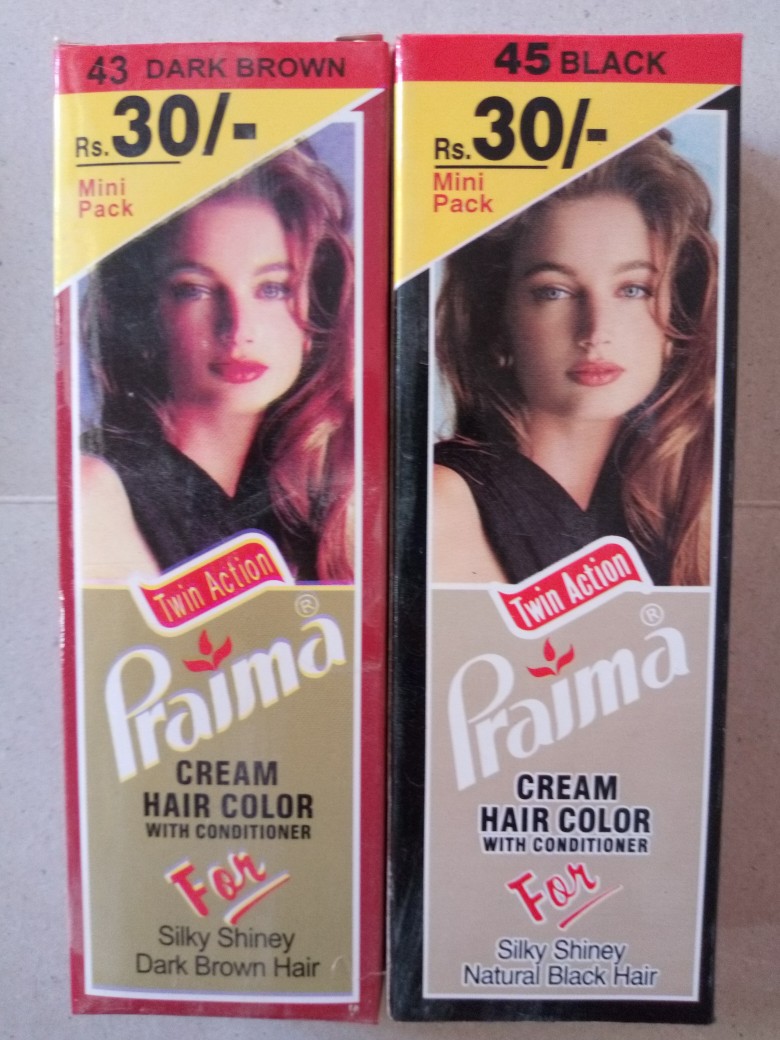 43 DARK BROWN
Rs.30/-
Mini
Pack
Twin Action
Praima®
CREAM
HAIR COLOR
WITH CONDITIONER
For
Silky Shiney
Dark Brown Hair
45 BLACK
Rs.30/-
Mini
Pack
Twin Action
Praima®
CREAM
HAIR COLOR
WITH CONDITIONER
For
Silky Shiney
Natural Black Hair